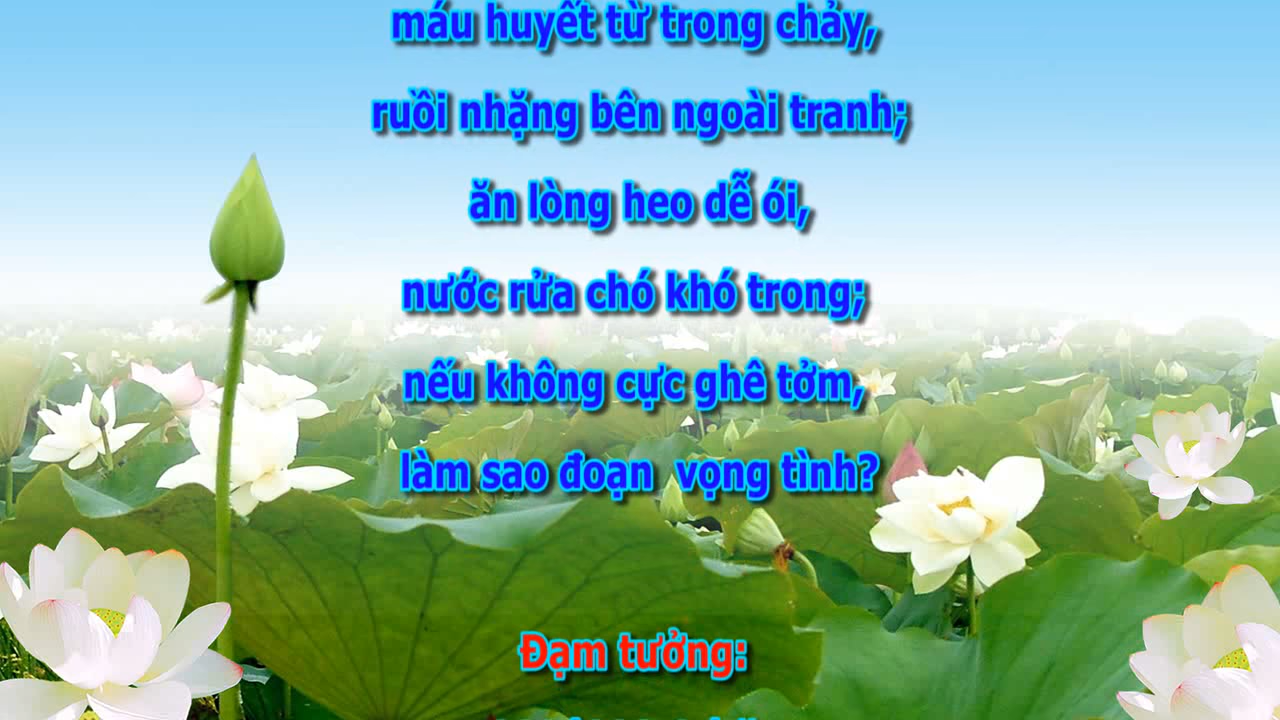 máu huyết từ trong chảy,
ruồi nhặng bên ngoài tranh;
ăn lòng heo dễ ói,
nước rửa chó khó trong;
nếu không cực ghê tởm,
làm sao đoạn vọng tình?
Đạm tưởng: